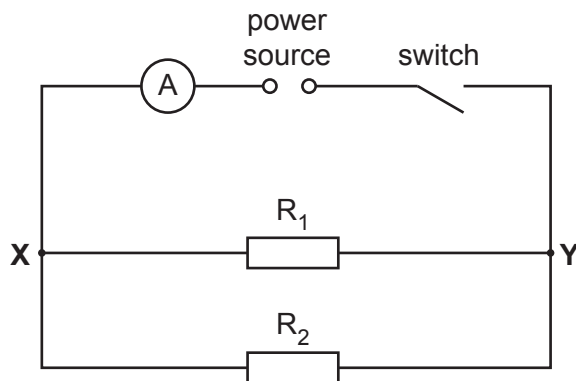 power
source
switch
A
R₁
X
Y
R₂